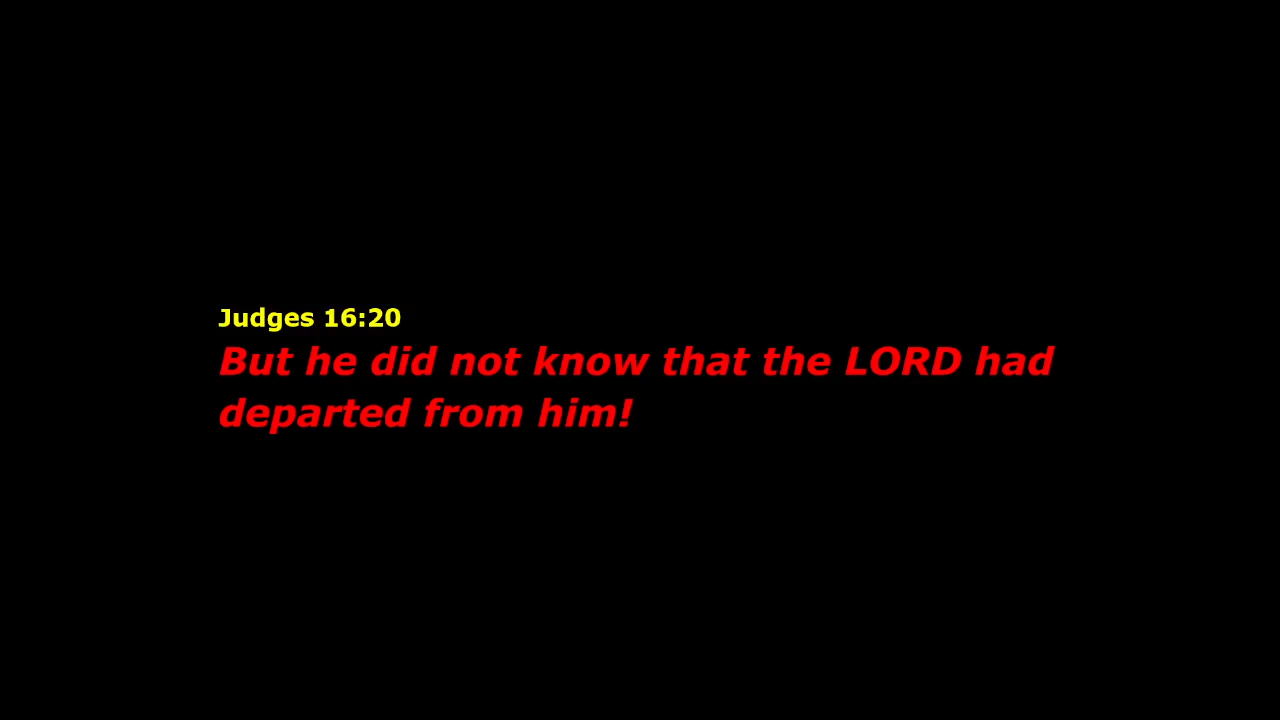 Judges 16:20
But he did not know that the LORD had
departed from him!